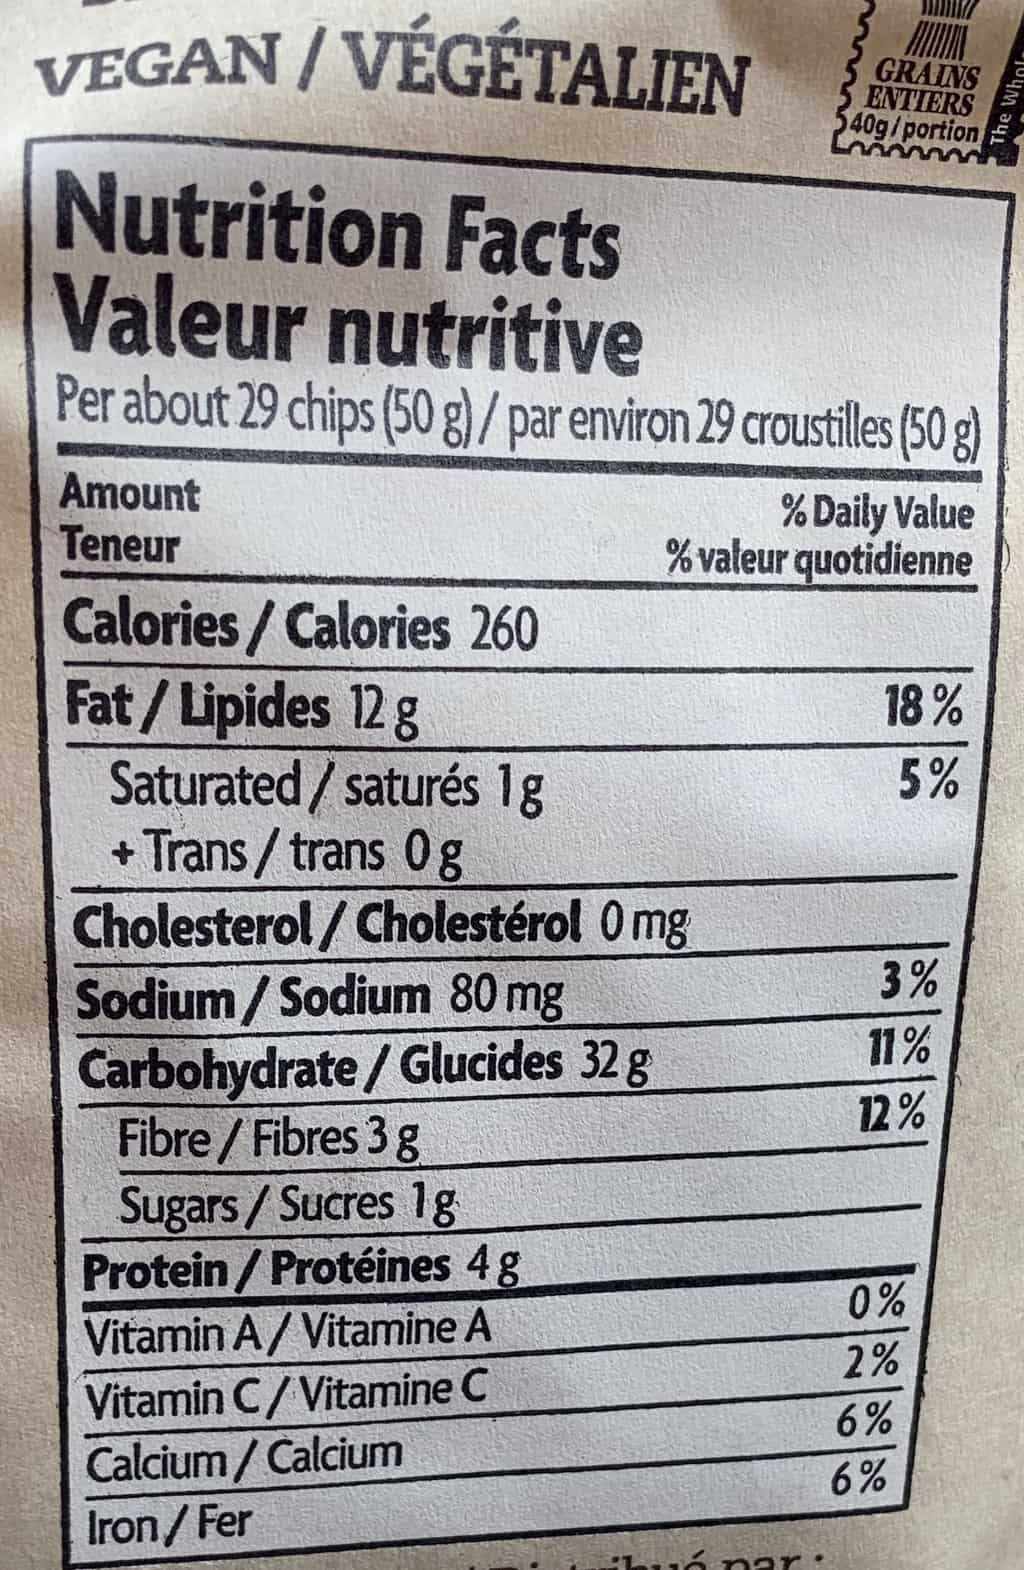 VEGAN / VÉGÉTALIEN
GRAINS
ENTIERS
40g/portion
The
Nutrition Facts
Valeur nutritive
Per about 29 chips (50 g) / par environ 29 croustilles (50 g)
Amount % Daily Value
Teneur % valeur quotidienne
Calories / Calories 260
Fat / Lipides 12 g 18 %
Saturated / saturés 1 g 5 %
+ Trans / trans 0 g
Cholesterol / Cholestérol 0 mg
Sodium / Sodium 80 mg 3 %
Carbohydrate / Glucides 32 g 11 %
Fibre / Fibres 3 g 12 %
Sugars / Sucres 1 g
Protein / Protéines 4 g
Vitamin A / Vitamine A 0 %
Vitamin C / Vitamine C 2 %
Calcium / Calcium 6 %
Iron / Fer 6 %
par :